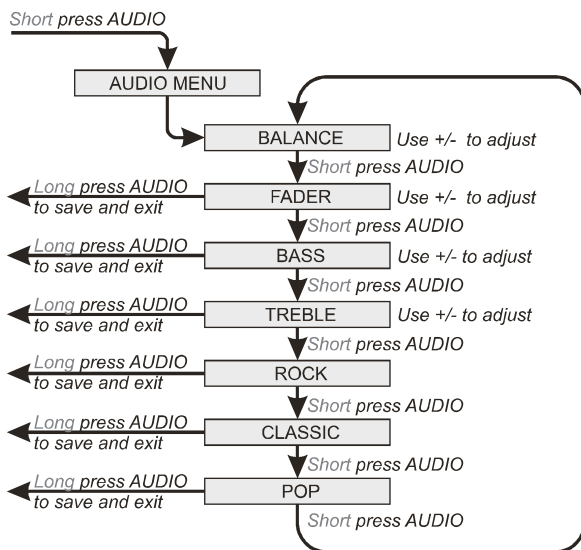 Short press AUDIO
AUDIO MENU
BALANCE
Use +/- to adjust
Short press AUDIO
Long press AUDIO
to save and exit
FADER
Use +/- to adjust
Short press AUDIO
Long press AUDIO
to save and exit
BASS
Use +/- to adjust
Short press AUDIO
Long press AUDIO
to save and exit
TREBLE
Use +/- to adjust
Short press AUDIO
Long press AUDIO
to save and exit
ROCK
Short press AUDIO
Long press AUDIO
to save and exit
CLASSIC
Short press AUDIO
Long press AUDIO
to save and exit
POP
Short press AUDIO